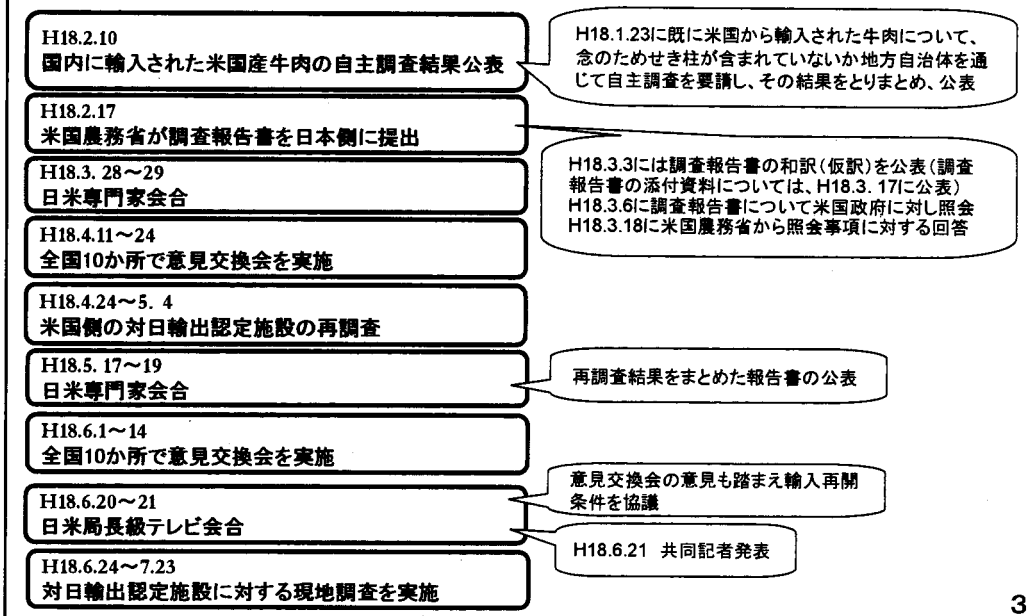 H18.2.10
国内に輸入された米国産牛肉の自主調査結果公表
H18.1.23に既に米国から輸入された牛肉について、
念のためせき柱が含まれていないか地方自治体を通
じて自主調査を要請し、その結果をとりまとめ、公表
H18.2.17
米国農務省が調査報告書を日本側に提出
H18.3.3には調査報告書の和訳(仮訳)を公表(調査
報告書の添付資料については、H18.3. 17に公表)
H18.3.6に調査報告書について米国政府に対し照会
H18.3.18に米国農務省から照会事項に対する回答
H18.3. 28~29
日米専門家会合
H18.4.11~24
全国10か所で意見交換会を実施
H18.4.24~5. 4
米国側の対日輸出認定施設の再調査
H18.5. 17~19
日米専門家会合
再調査結果をまとめた報告書の公表
H18.6.1~14
全国10か所で意見交換会を実施
H18.6.20~21
日米局長級テレビ会合
意見交換会の意見も踏まえ輸入再開
条件を協議
H18.6.21 共同記者発表
H18.6.24~7.23
対日輸出認定施設に対する現地調査を実施
3